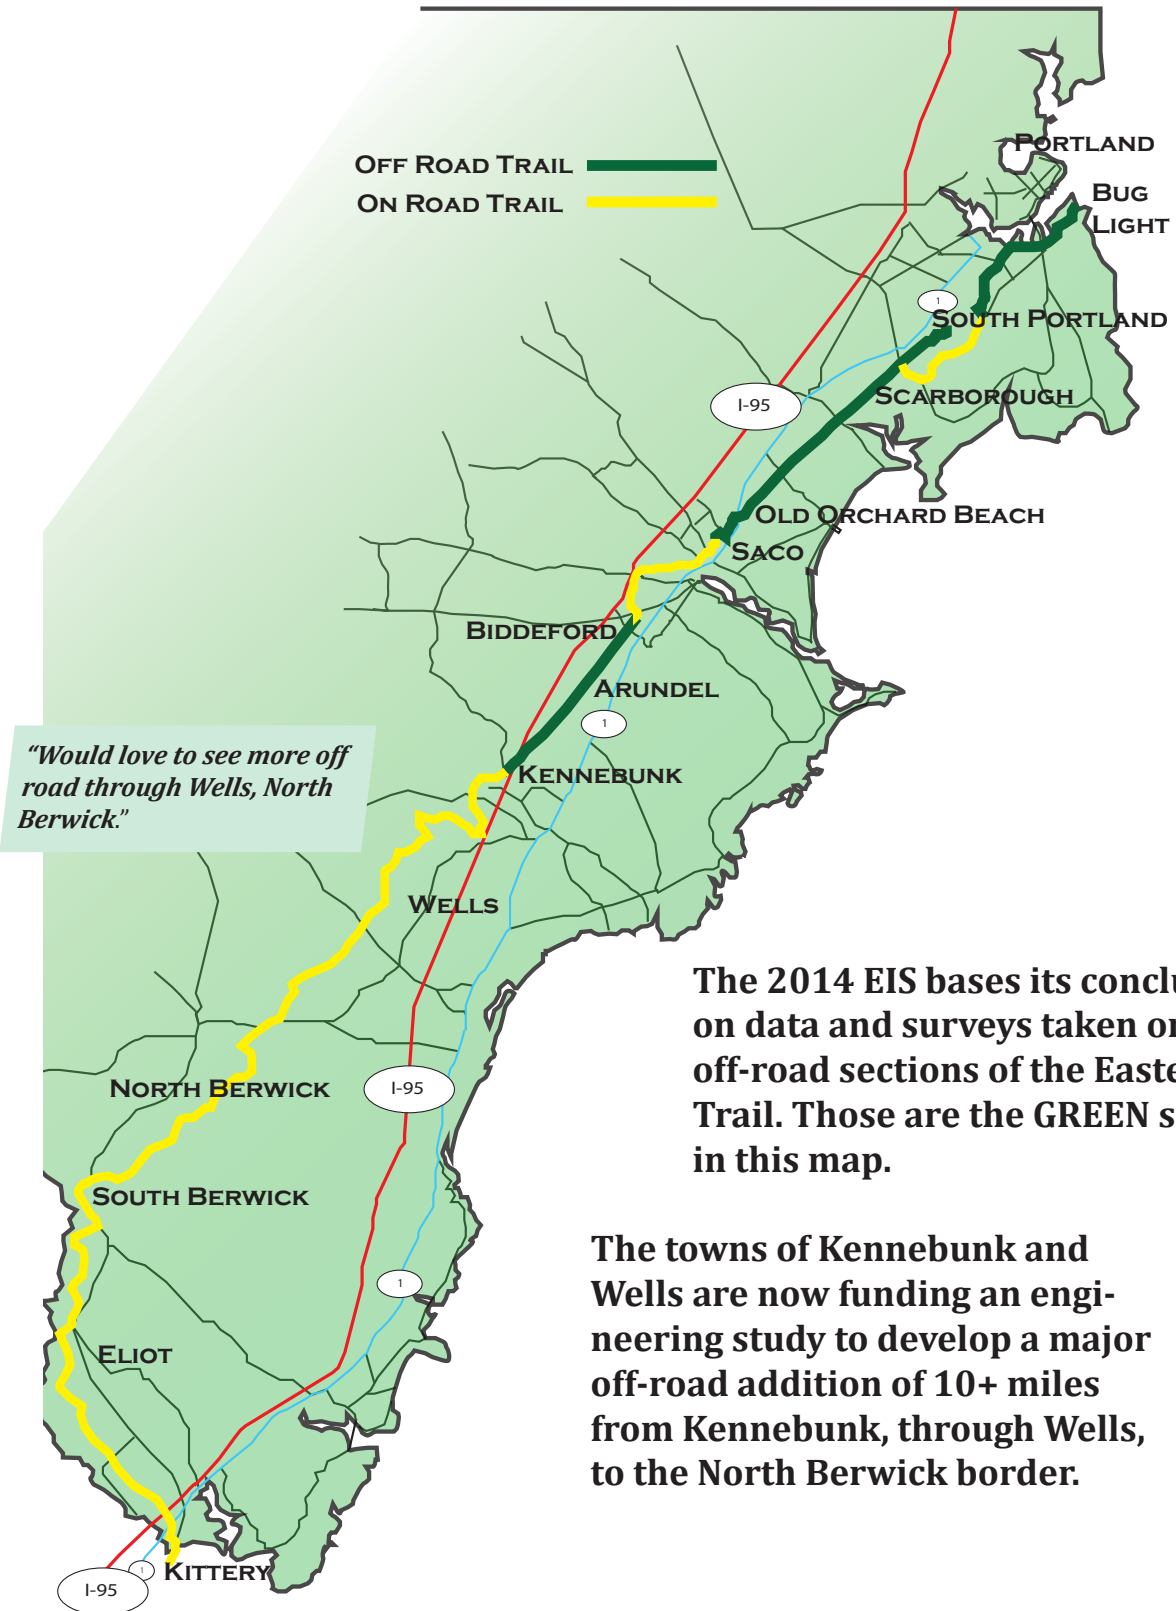 PORTLAND
OFF ROAD TRAIL
ON ROAD TRAIL
BUG
LIGHT
1
SOUTH PORTLAND
SCARBOROUGH
I-95
OLD ORCHARD BEACH
SACO
BIDDEFORD
ARUNDEL
1
"Would love to see more off
road through Wells, North
Berwick."
KENNEBUNK
WELLS
The 2014 EIS bases its
on data and surveys taken
off-road sections of the
Trail. Those are the GREEN
in this map.
I-95
NORTH BERWICK
SOUTH BERWICK
The towns of Kennebunk and
Wells are now funding an engi-
neering study to develop a major
off-road addition of 10+ miles
from Kennebunk, through Wells,
to the North Berwick border.
1
ELIOT
1
KITTERY
I-95